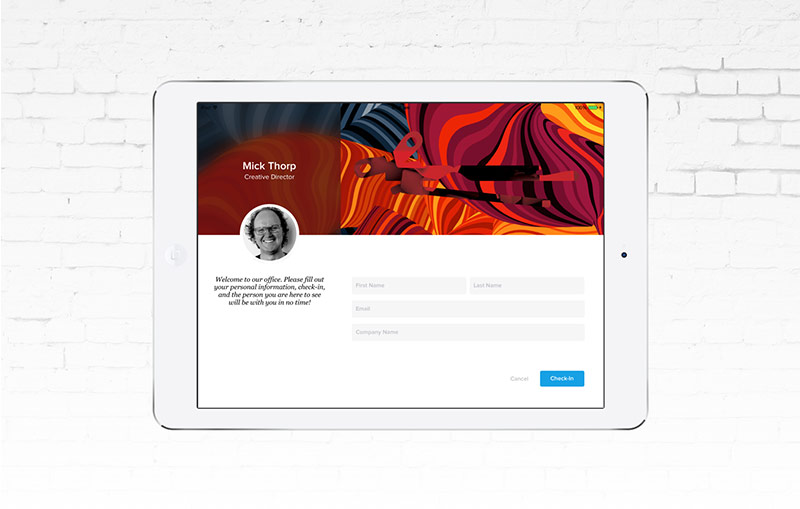 100%
Mick Thorp
Creative Director
Welcome to our office. Please fill out
your personal information, check-in,
and the person you are here to see
will be with you in no time!
First Name
Last Name
Email
Company Name
Cancel
Check-In